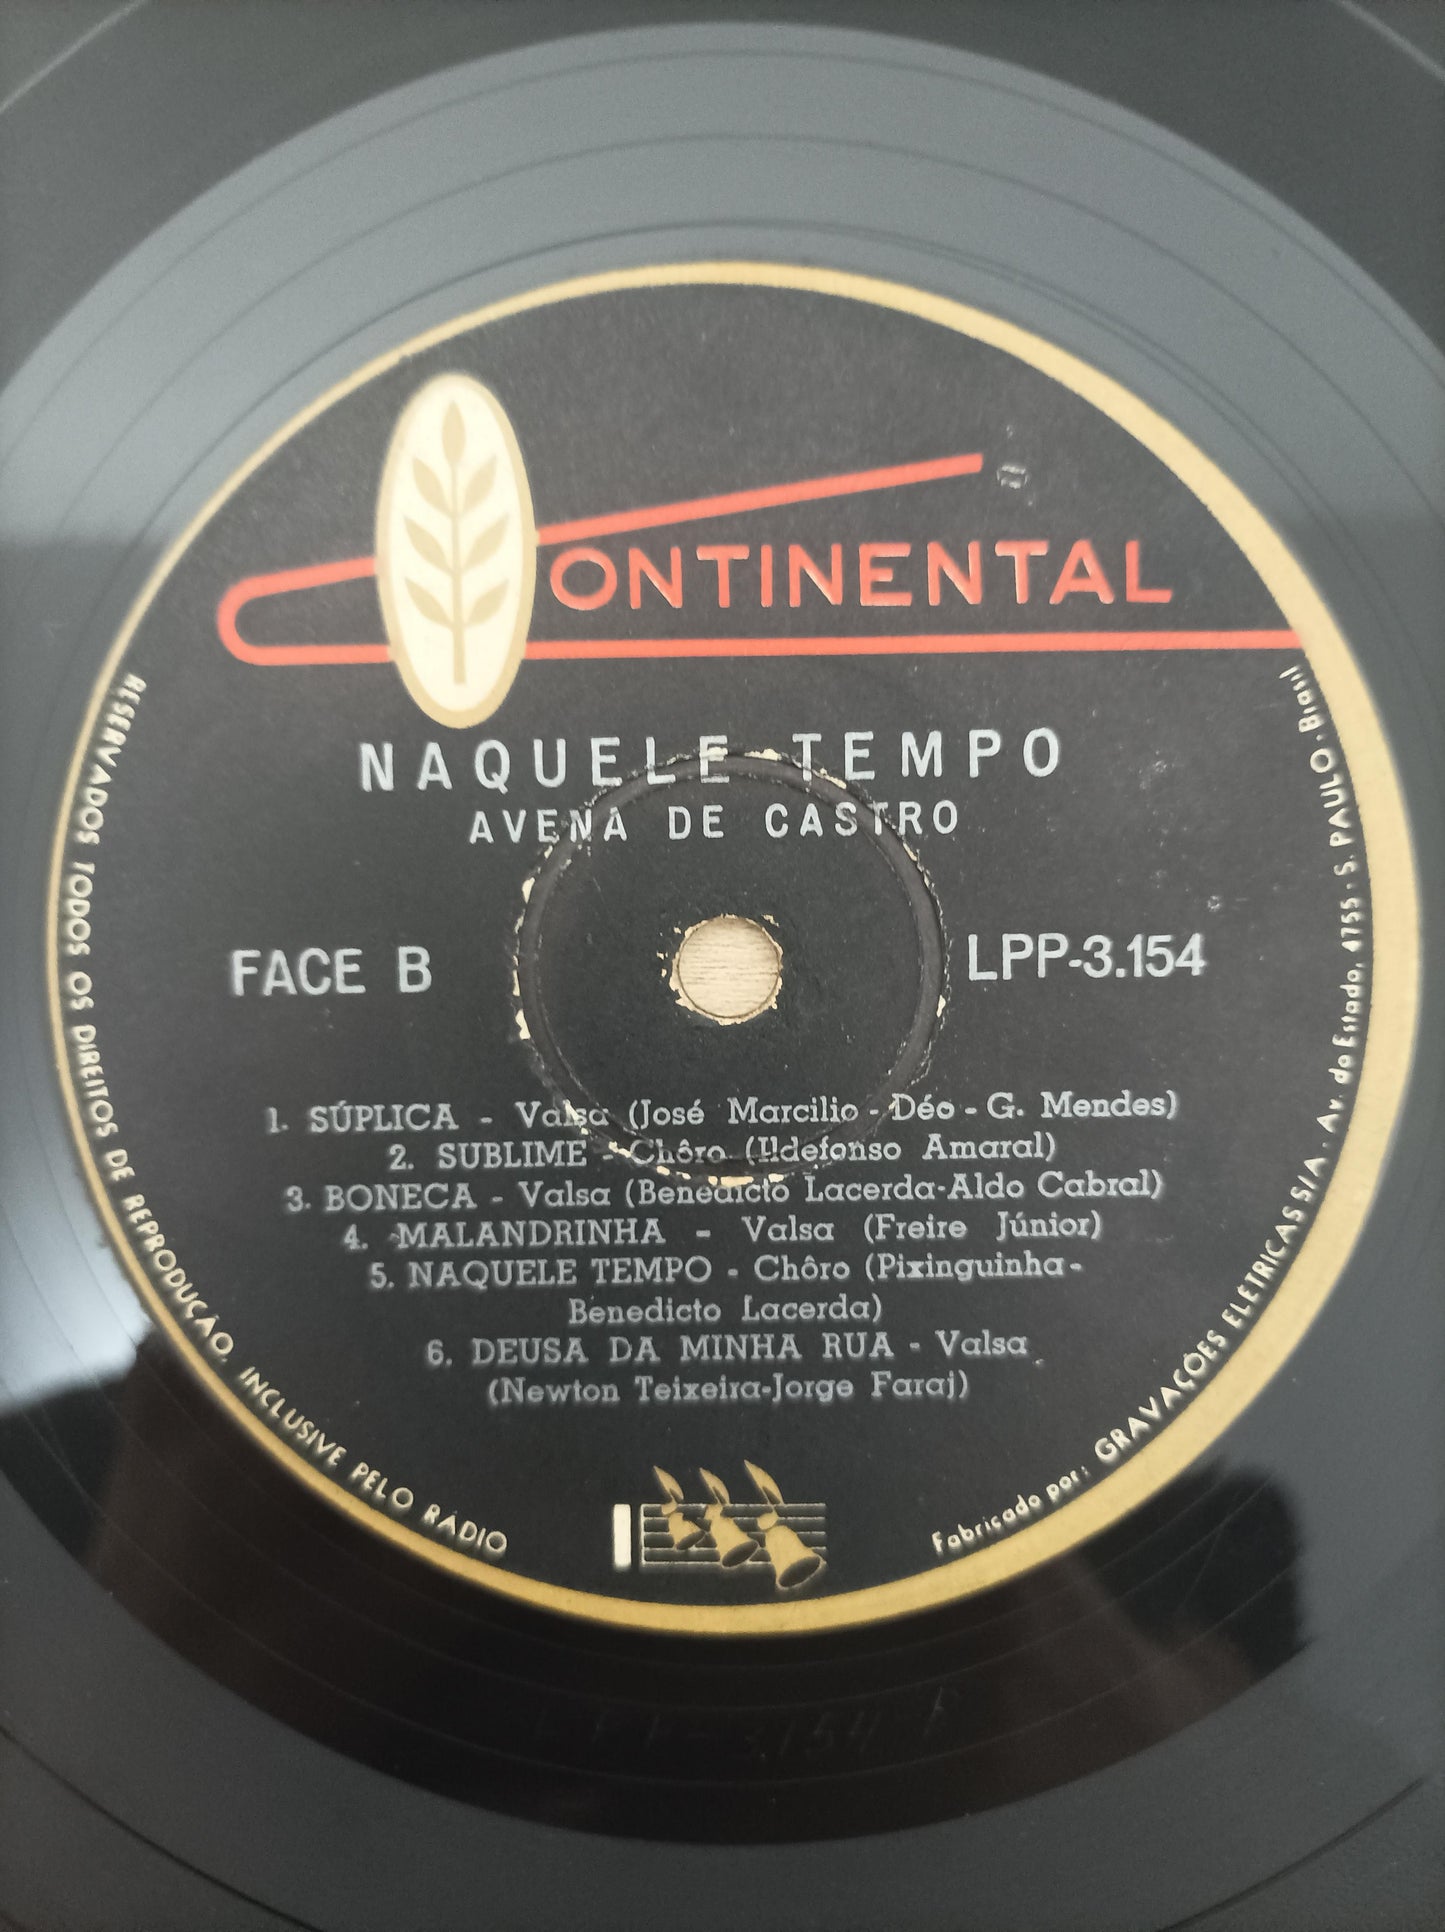 CONTINENTAL
NAQUELE TEMPO
AVENA DE CASTRO
FACE B
LPP-3.154
1. SÚPLICA - Valsa (José Marcilio - Déo - G. Mendes)
2. SUBLIME - Chôro (Ildefonso Amaral)
3. BONECA - Valsa (Benedicto Lacerda-Aldo Cabral)
4. MALANDRINHA - Valsa (Freire Júnior)
5. NAQUELE TEMPO - Chôro (Pixinguinha-
Benedicto Lacerda)
6. DEUSA DA MINHA RUA - Valsa
(Newton Teixeira-Jorge Faraj)
RESERVADOS TODOS OS DIREITOS DE REPRODUÇÃO, INCLUSIVE PELO RÁDIO
Fabricado por: GRAVAÇÕES ELETRICAS S/A - Av. do Estado, 4755 - S. PAULO - Brasil